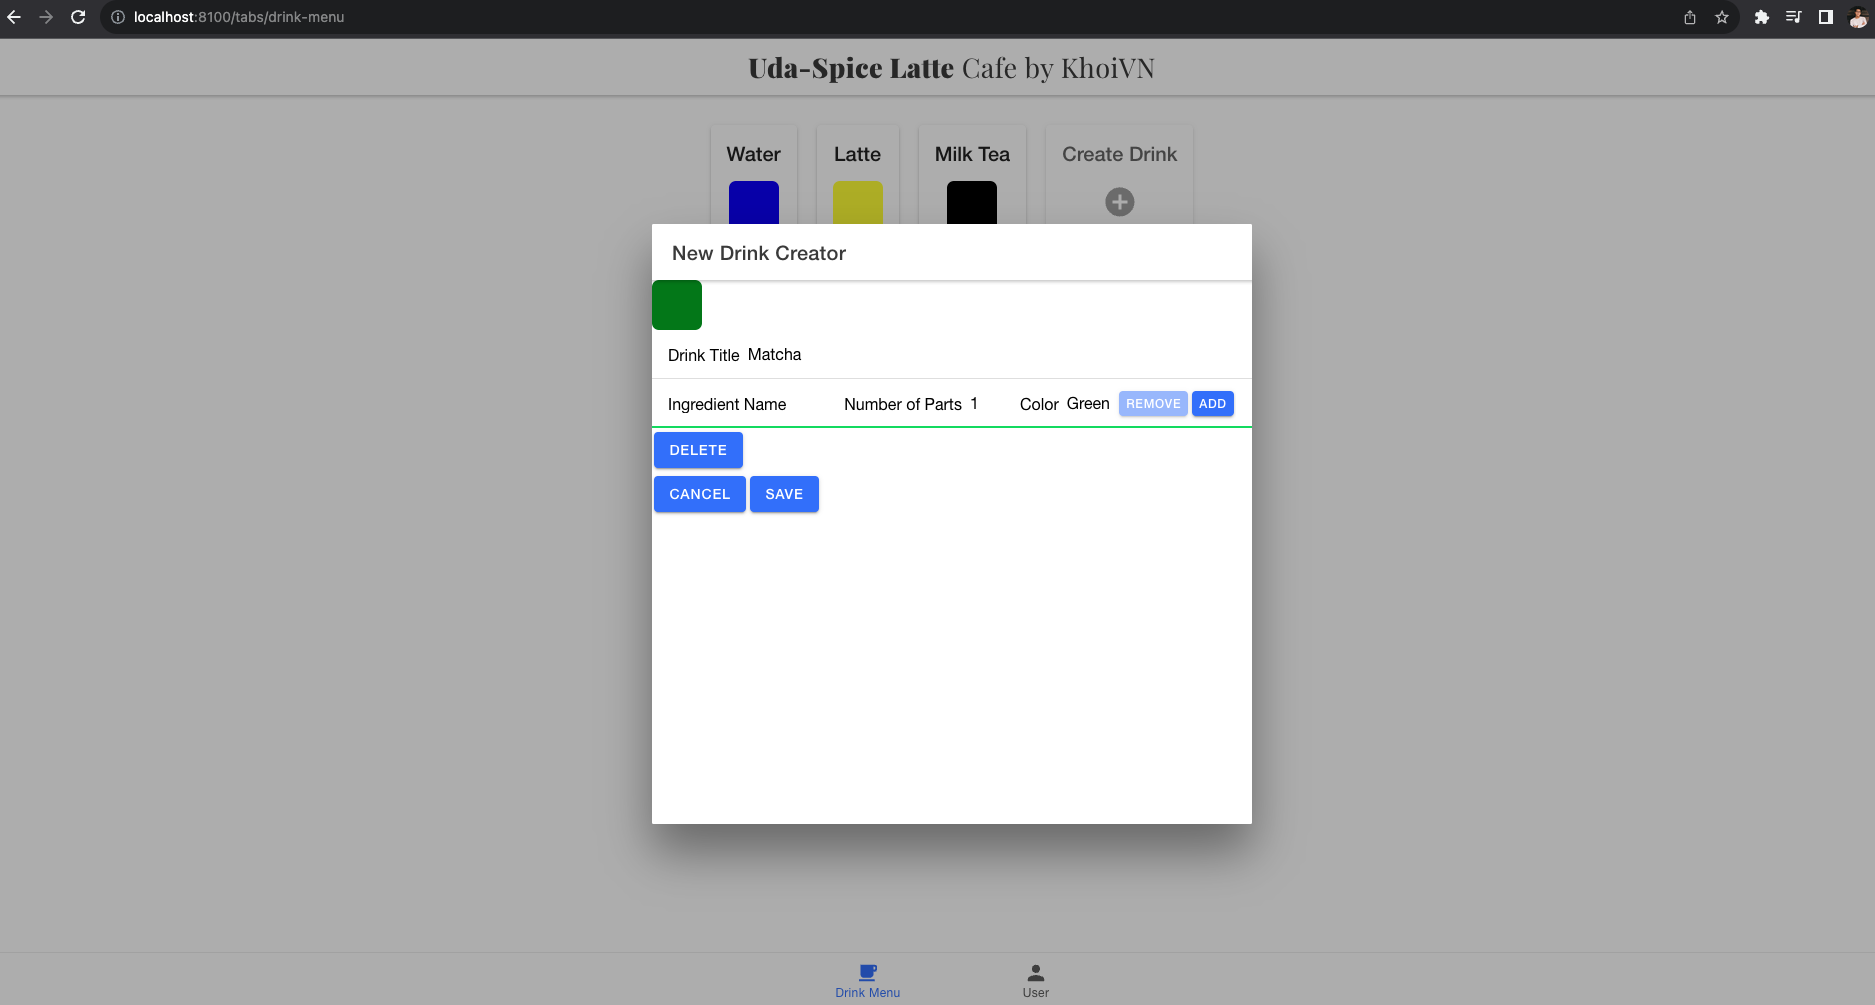 localhost:8100/tabs/drink-menu
Uda-Spice Latte Cafe by KhoiVN
Water Latte Milk Tea Create Drink
New Drink Creator
Drink Title Matcha
Ingredient Name Number of Parts 1 Color Green REMOVE ADD
DELETE
CANCEL SAVE
Drink Menu User